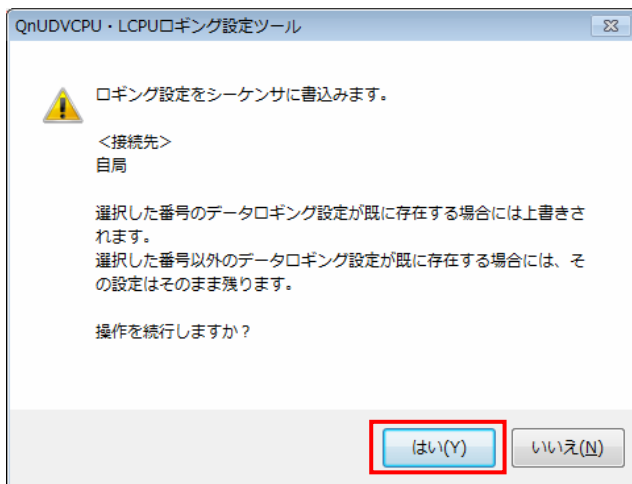 QnUDVCPU・LCPUロギング設定ツール
ロギング設定をシーケンサに書込みます。
＜接続先＞
自局
選択した番号のデータロギング設定が既に存在する場合には上書きさ
れます。
選択した番号以外のデータロギング設定が既に存在する場合には、そ
の設定はそのまま残ります。
操作を続行しますか？
はい(Y)
いいえ(N)